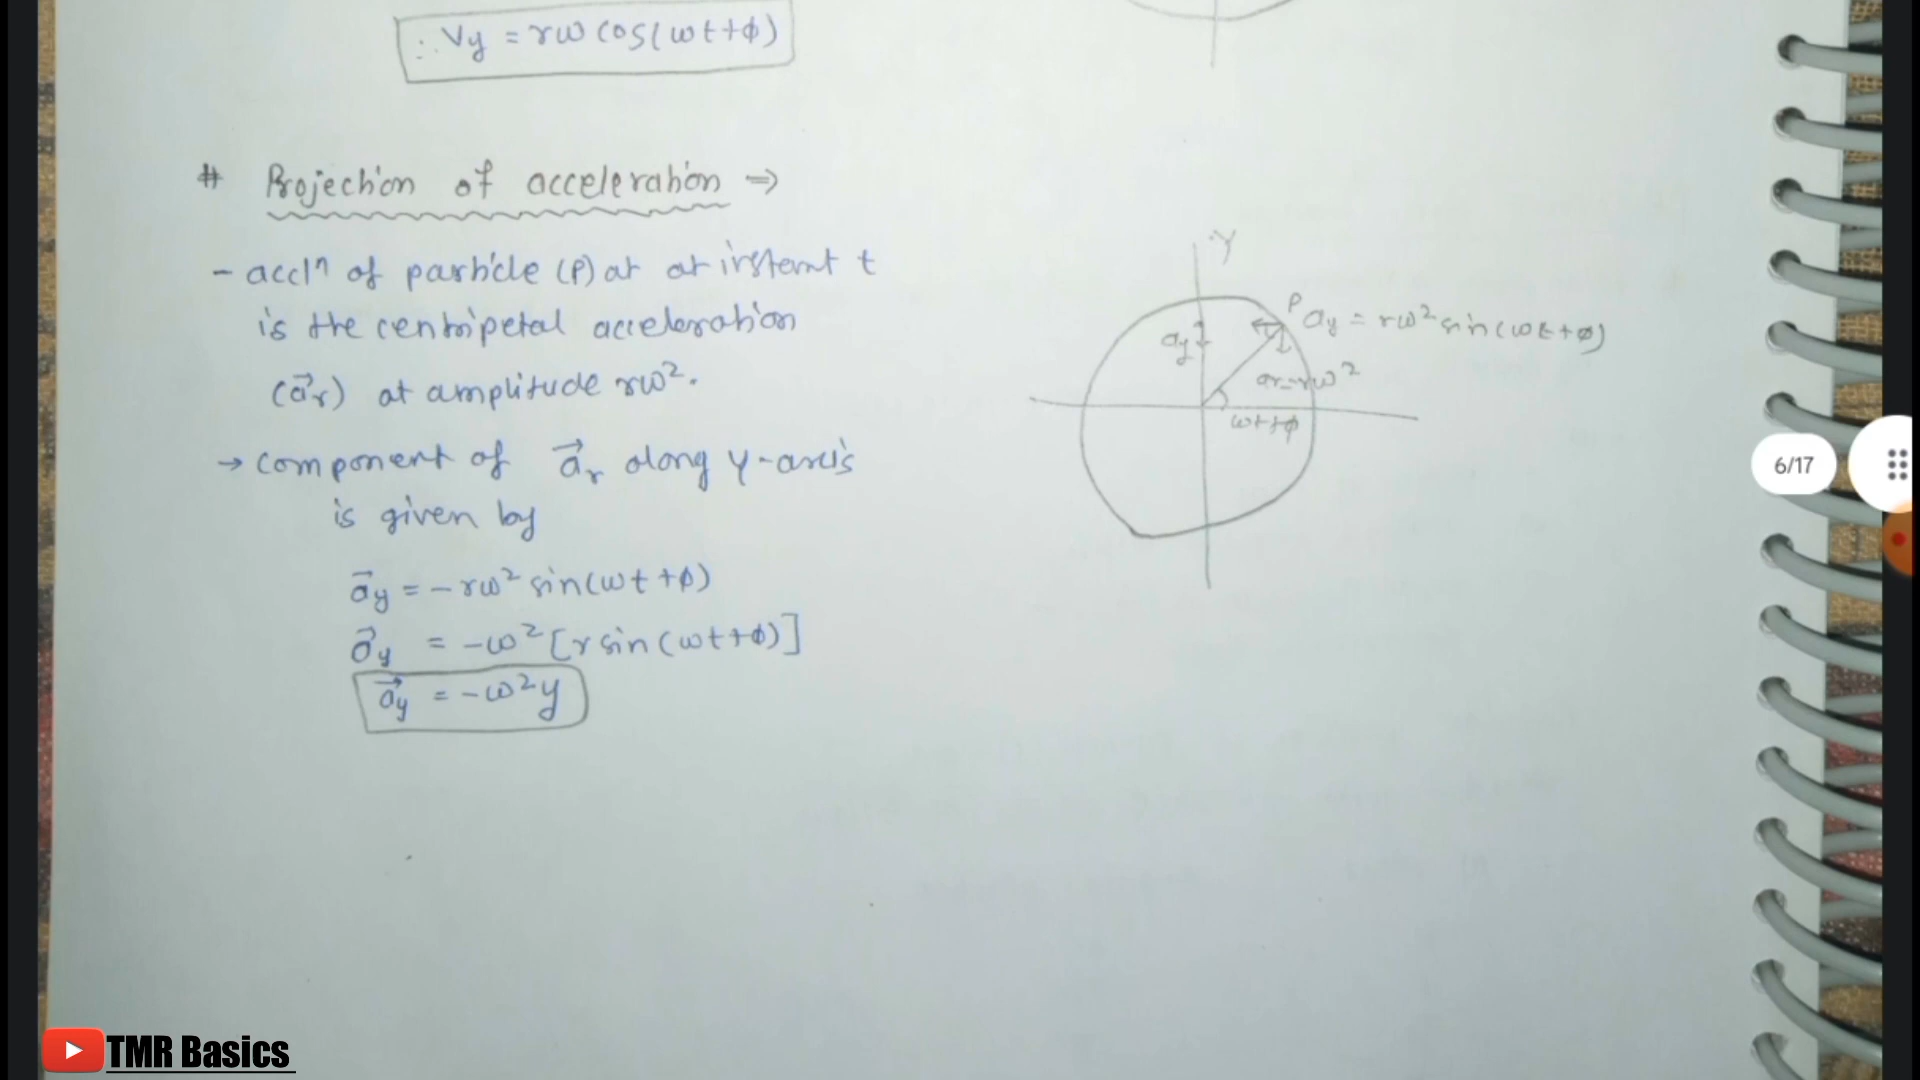 ∴ Vy = rω cos(ωt+ϕ)
# Projection of acceleration ⇒
- accln of particle (P) at at instant t
is the centripetal acceleration
(a⃗r) at amplitude rω².
→ component of a⃗r along y-axis
is given by
a⃗y = -rω² sin(ωt+ϕ)
a⃗y = -ω² [r sin(ωt+ϕ)]
a⃗y = -ω²y
Y
P
ay = rω² sin(ωt+ϕ)
ay
ar=rω²
ωt+ϕ
6/17
TMR Basics